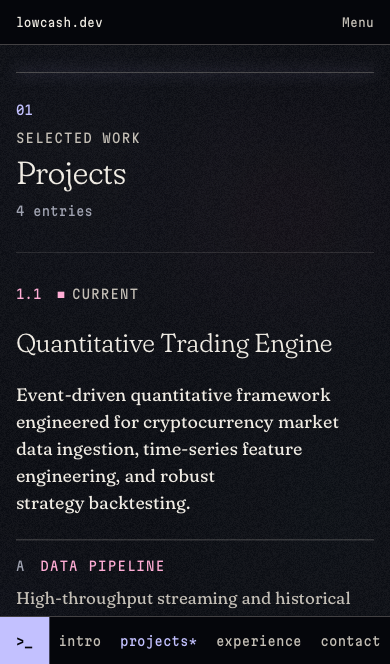 lowcash.dev Menu
01
SELECTED WORK
Projects
4 entries
1.1 CURRENT
Quantitative Trading Engine
Event-driven quantitative framework
engineered for cryptocurrency market
data ingestion, time-series feature
engineering, and robust
strategy backtesting.
A DATA PIPELINE
High-throughput streaming and historical
>_ intro projects* experience contact